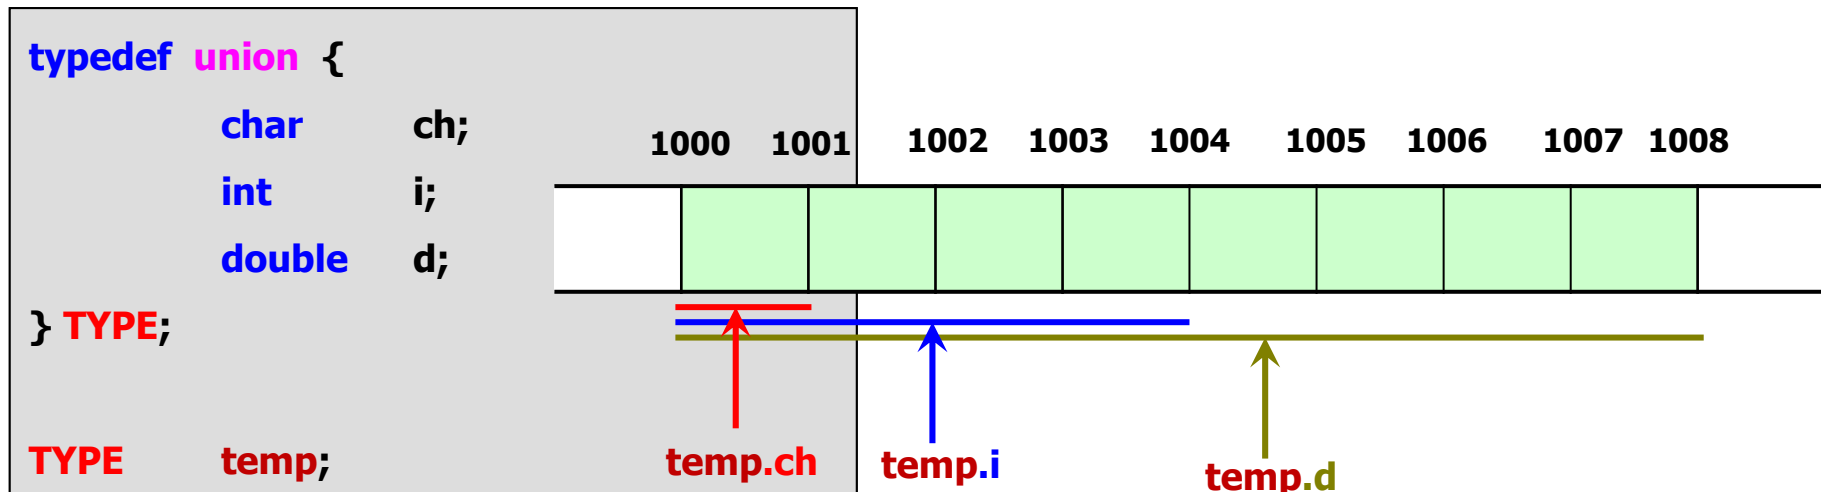 typedef union {
char ch;
1000 1001 1002 1003 1004 1005 1006 1007 1008
int i;
double d;
} TYPE;
TYPE temp;
temp.ch temp.i temp.d